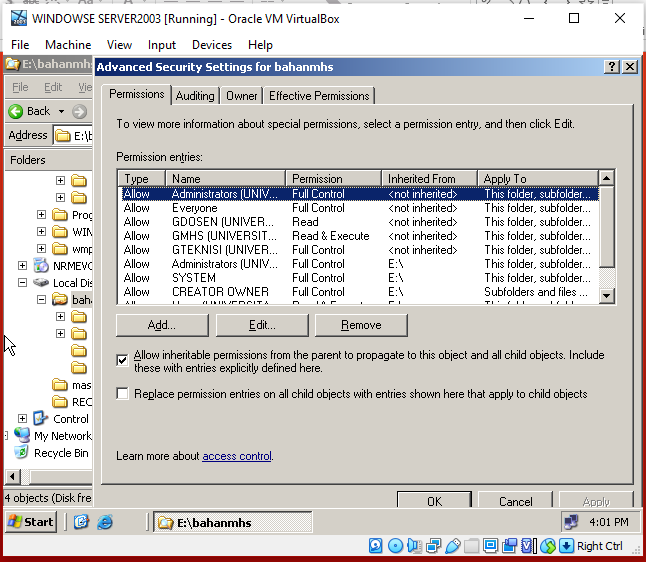 WINDOWSE SERVER2003 [Running] - Oracle VM VirtualBox
File Machine View Input Devices Help
E:\bahanmhs
File Edit
Back
Address E:\b
Folders
Prog
WIN
wmp
NRMEVO
Local Dis
baha
mas
REC
Control
My Network
Recycle Bin
4 objects (Disk fre
Advanced Security Settings for bahanmhs
Permissions Auditing Owner Effective Permissions
To view more information about special permissions, select a permission entry, and then click Edit.
Permission entries:
Type Name Permission Inherited From Apply To
Allow Administrators (UNIV... Full Control <not inherited> This folder, subfolder...
Allow Everyone Full Control <not inherited> This folder, subfolder...
Allow GDOSEN (UNIVER... Read <not inherited> This folder, subfolder...
Allow GMHS (UNIVERSIT... Read & Execute <not inherited> This folder, subfolder...
Allow GTEKNISI (UNIVER... Full Control <not inherited> This folder, subfolder...
Allow Administrators (UNIV... Full Control E:\ This folder, subfolder...
Allow SYSTEM Full Control E:\ This folder, subfolder...
Allow CREATOR OWNER Full Control E:\ Subfolders and files ...
Add... Edit... Remove
Allow inheritable permissions from the parent to propagate to this object and all child objects. Include
these with entries explicitly defined here.
Replace permission entries on all child objects with entries shown here that apply to child objects
Learn more about access control.
OK Cancel Apply
Start E:\bahanmhs 4:01 PM
Right Ctrl